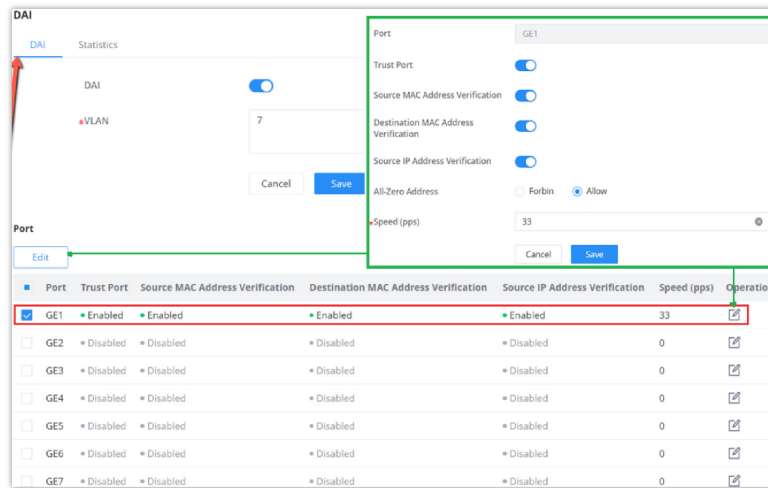 DAI
DAI Statistics
DAI
*VLAN 7
Cancel Save
Port GE1
Trust Port
Source MAC Address Verification
Destination MAC Address
Verification
Source IP Address Verification
All-Zero Address Forbin Allow
*Speed (pps) 33
Cancel Save
Port
Edit
Port Trust Port Source MAC Address Verification Destination MAC Address Verification Source IP Address Verification Speed (pps) Operatio
GE1 Enabled Enabled Enabled Enabled 33
GE2 Disabled Disabled Disabled Disabled 0
GE3 Disabled Disabled Disabled Disabled 0
GE4 Disabled Disabled Disabled Disabled 0
GE5 Disabled Disabled Disabled Disabled 0
GE6 Disabled Disabled Disabled Disabled 0
GE7 Disabled Disabled Disabled Disabled 0